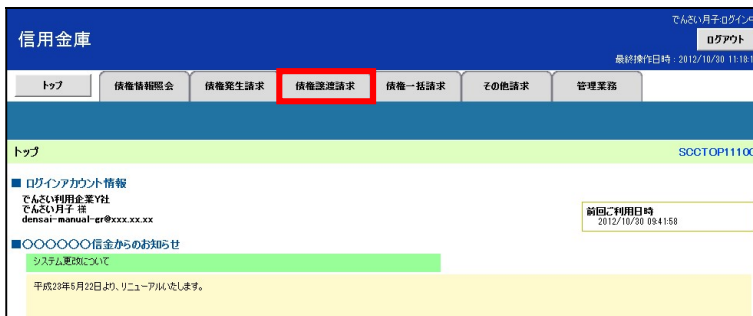 でんさい月子:ログイン中
信用金庫
ログアウト
最終操作日時:2012/10/30 11:18:1
トップ 債権情報照会 債権発生請求 債権譲渡請求 債権一括請求 その他請求 管理業務
トップ SCCTOP11100
■ ログインアカウント情報
でんさい利用企業Y社
でんさい月子 様
densai-manual-er@xxx.xx.xx
前回ご利用日時
2012/10/30 09:41:58
■〇〇〇〇〇〇信金からのお知らせ
システム更改について
平成23年5月22日より、リニューアルいたします。